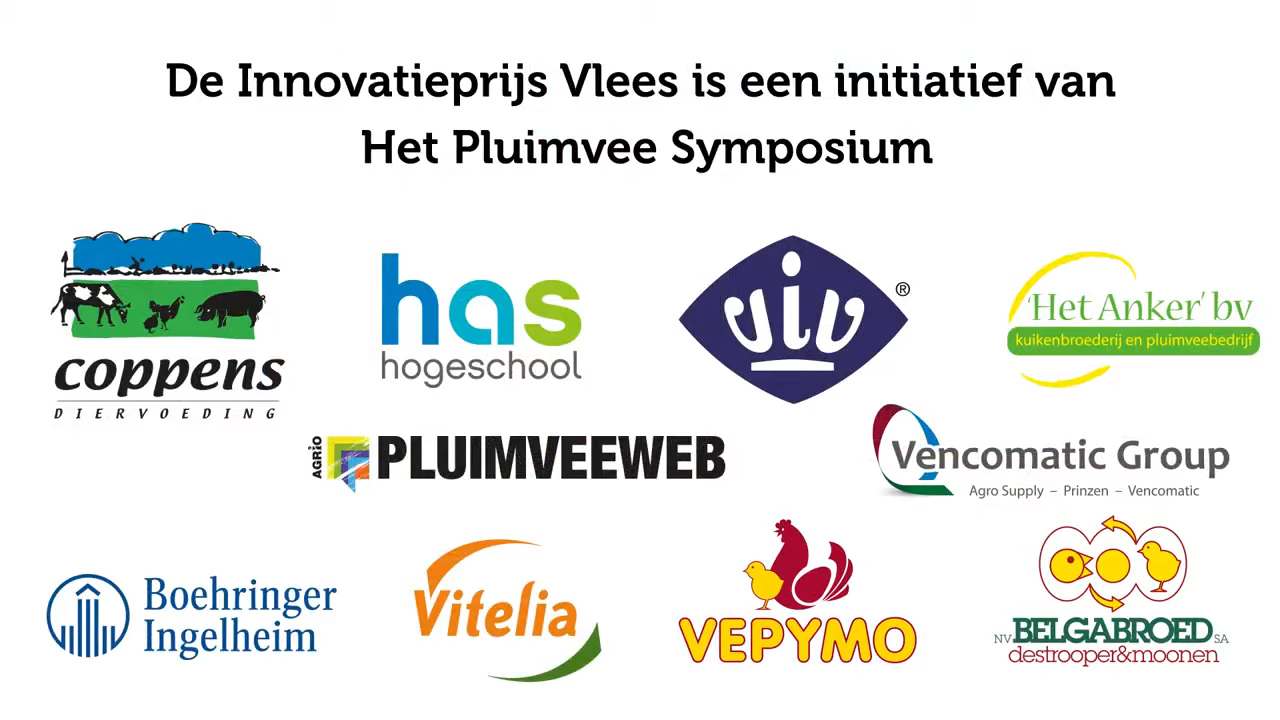 De Innovatieprijs Vlees is een initiatief van
Het Pluimvee Symposium
coppens
DIERVOEDING
has
hogeschool
viv ®
'Het Anker' bv
kuikenbroederij en pluimveebedrijf
AGRIO PLUIMVEEWEB
Vencomatic Group
Agro Supply – Prinzen – Vencomatic
Boehringer
Ingelheim
Vitelia
VEPYMO
NV. BELGABROED SA
destrooper&moonen